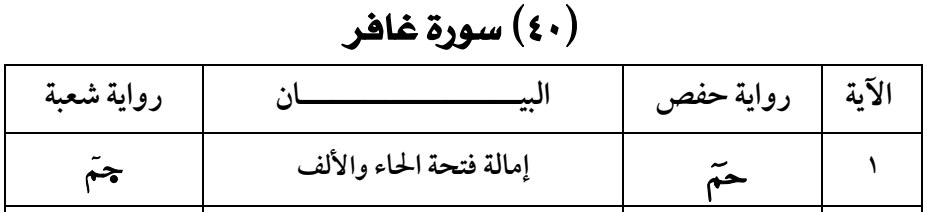 (٤٠) سورة غافر
الآية رواية حفص البيـــــــــــــان رواية شعبة
١ حمٓ إمالة فتحة الحاء والألف حمٓ